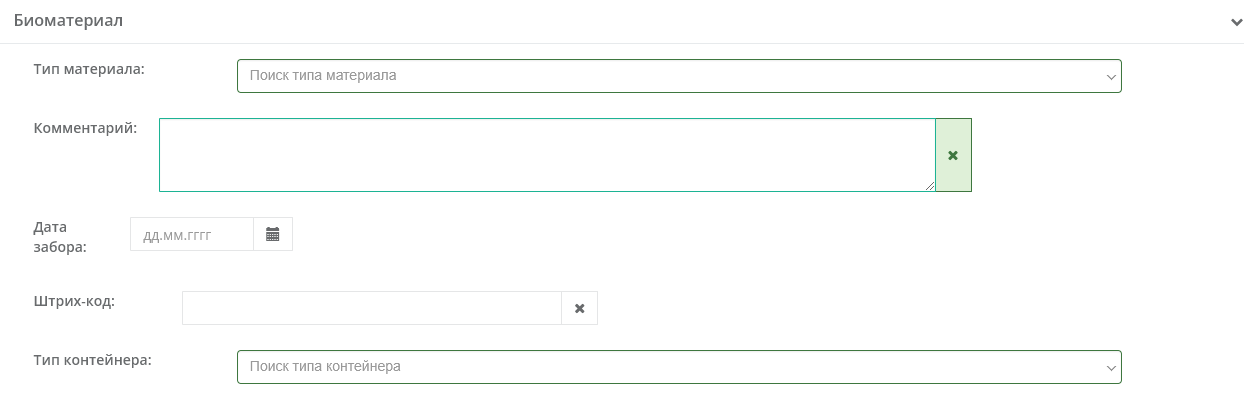 Биоматериал
Тип материала:
Поиск типа материала
Комментарий:
Дата
забора:
дд.мм.гггг
Штрих-код:
Тип контейнера:
Поиск типа контейнера